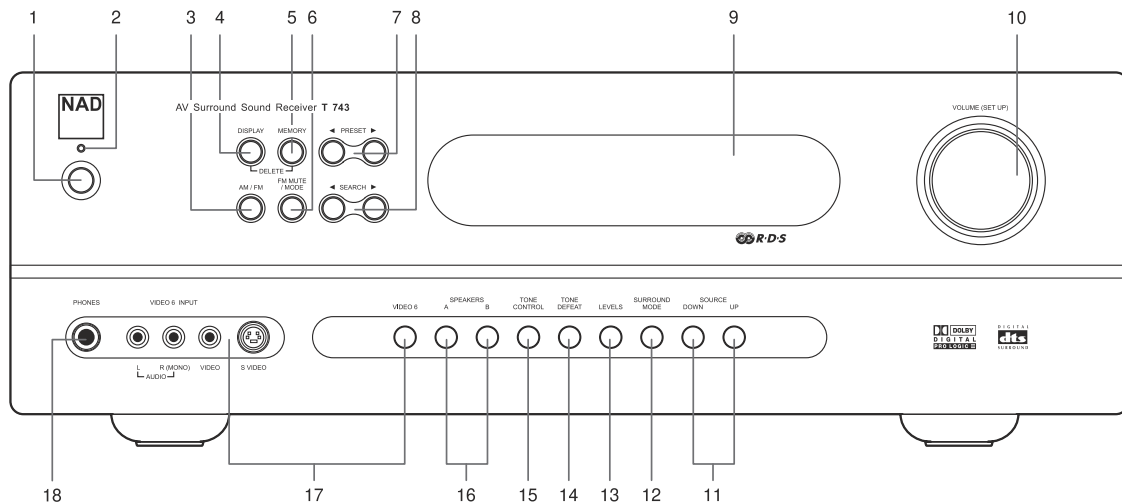 1 2 3 4 5 6 7 8 9 10
NAD
AV Surround Sound Receiver T 743
VOLUME (SET UP)
DISPLAY MEMORY ◄ PRESET ►
DELETE
AM / FM FM MUTE / MODE ◄ SEARCH ►
R·D·S
PHONES VIDEO 6 INPUT
VIDEO 6 SPEAKERS A B TONE CONTROL TONE DEFEAT LEVELS SURROUND MODE SOURCE DOWN UP
L R (MONO) VIDEO S VIDEO
AUDIO
DOLBY
DIGITAL
PRO LOGIC II
DIGITAL
dts
SURROUND
18 17 16 15 14 13 12 11